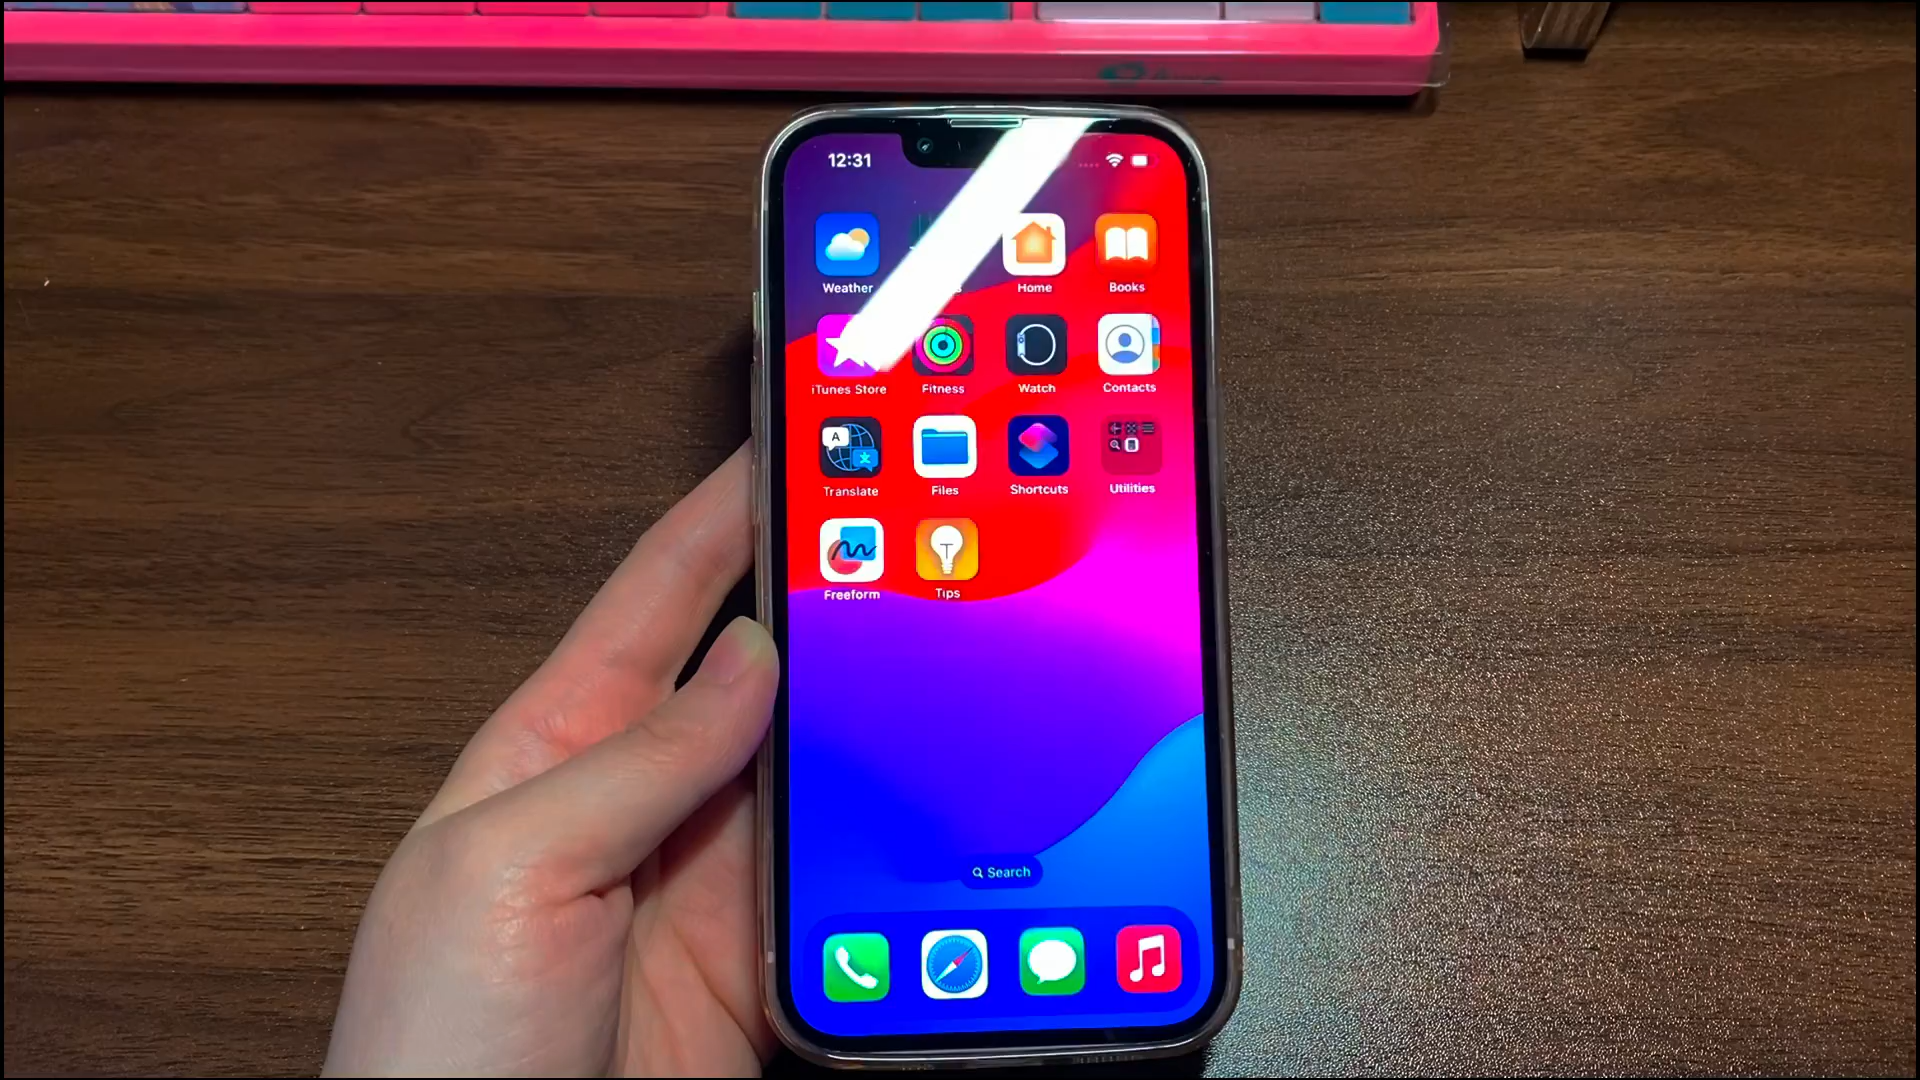 12:31
Weather
Home
Books
iTunes Store
Fitness
Watch
Contacts
A
Translate
Files
Shortcuts
Utilities
Freeform
T
Tips
Search